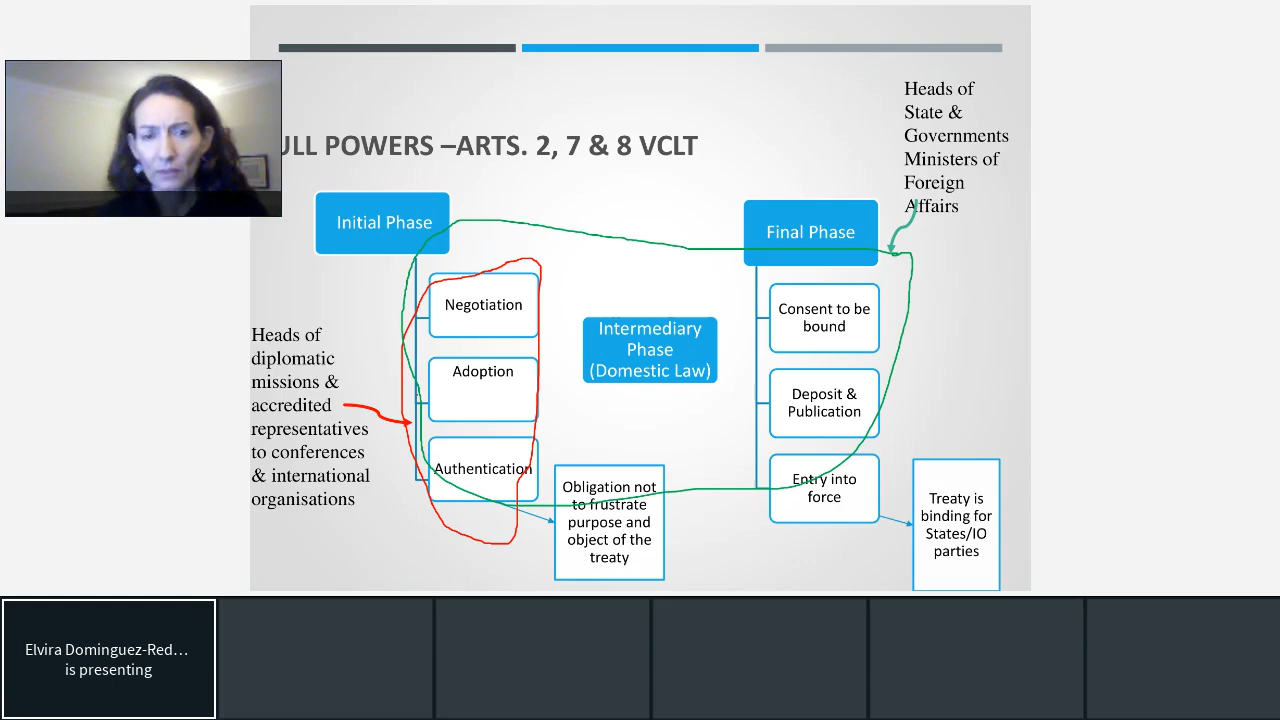 ULL POWERS –ARTS. 2, 7 & 8 VCLT
Heads of
State &
Governments
Ministers of
Foreign
Affairs
Initial Phase
Negotiation
Adoption
Authentication
Heads of
diplomatic
missions &
accredited
representatives
to conferences
& international
organisations
Obligation not
to frustrate
purpose and
object of the
treaty
Intermediary
Phase
(Domestic Law)
Final Phase
Consent to be
bound
Deposit &
Publication
Entry into
force
Treaty is
binding for
States/IO
parties
Elvira Dominguez-Red…
is presenting